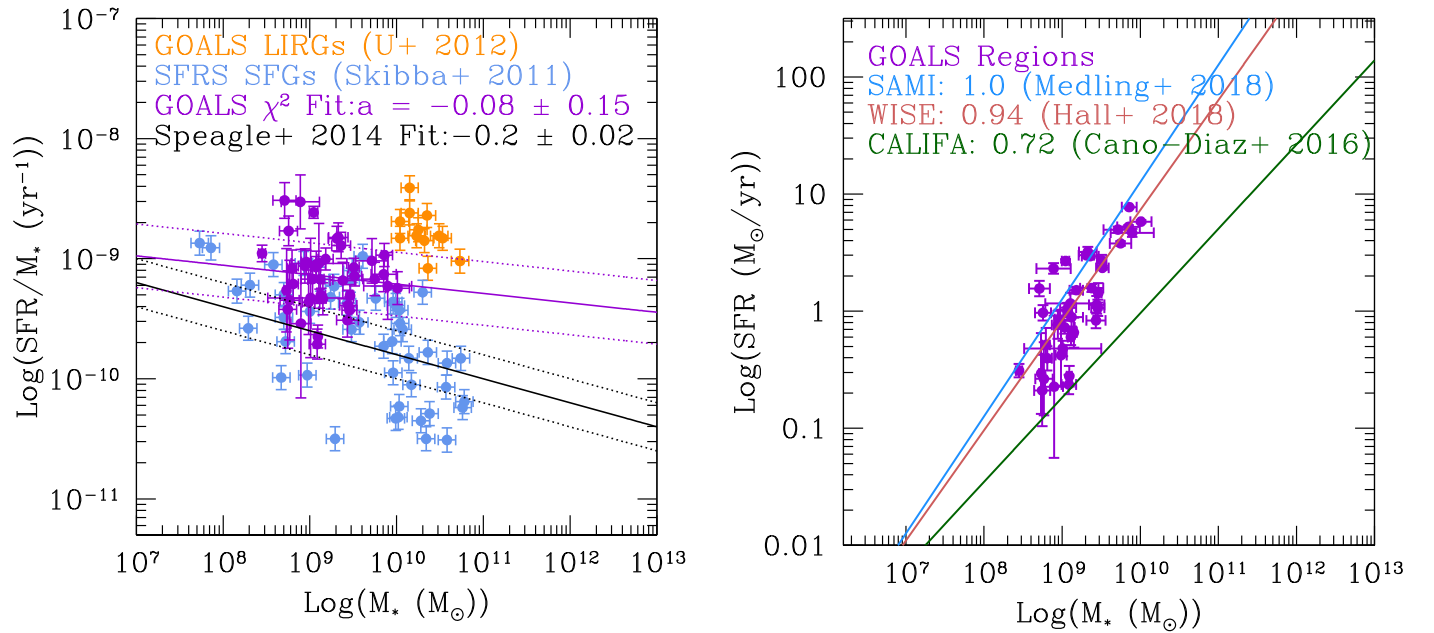 GOALS LIRGs (U+ 2012)
SFRS SFGs (Skibba+ 2011)
GOALS χ² Fit:a = −0.08 ± 0.15
Speagle+ 2014 Fit:−0.2 ± 0.02
Log(SFR/M* (yr⁻¹))
10⁻⁷
10⁻⁸
10⁻⁹
10⁻¹⁰
10⁻¹¹
10⁷ 10⁸ 10⁹ 10¹⁰ 10¹¹ 10¹² 10¹³
Log(M* (M⊙))
GOALS Regions
SAMI: 1.0 (Medling+ 2018)
WISE: 0.94 (Hall+ 2018)
CALIFA: 0.72 (Cano−Diaz+ 2016)
Log(SFR (M⊙/yr))
100
10
1
0.1
0.01
10⁷ 10⁸ 10⁹ 10¹⁰ 10¹¹ 10¹² 10¹³
Log(M* (M⊙))